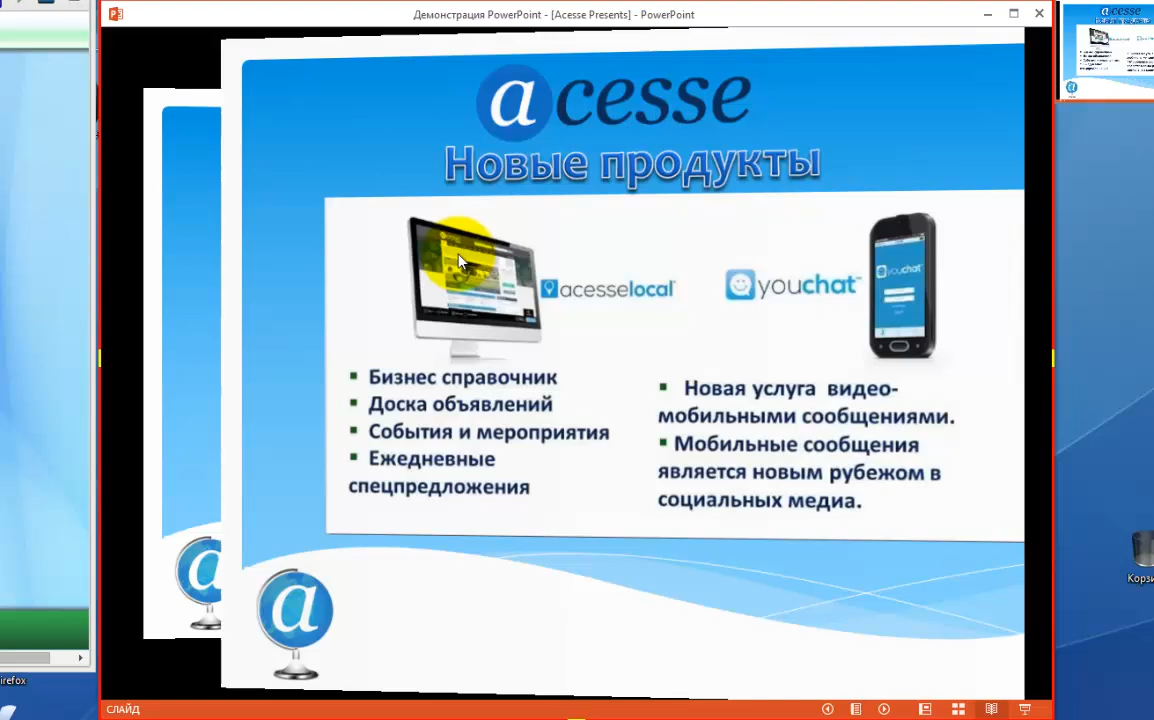 Демонстрация PowerPoint - [Acesse Presents] - PowerPoint
acesse
Новые продукты
acesselocal
youchat™
youchat
Бизнес справочник
Доска объявлений
События и мероприятия
Ежедневные
спецпредложения
Новая услуга видео-
мобильными сообщениями.
Мобильные сообщения
является новым рубежом в
социальных медиа.
a
a
СЛАЙД
irefox
Корзи